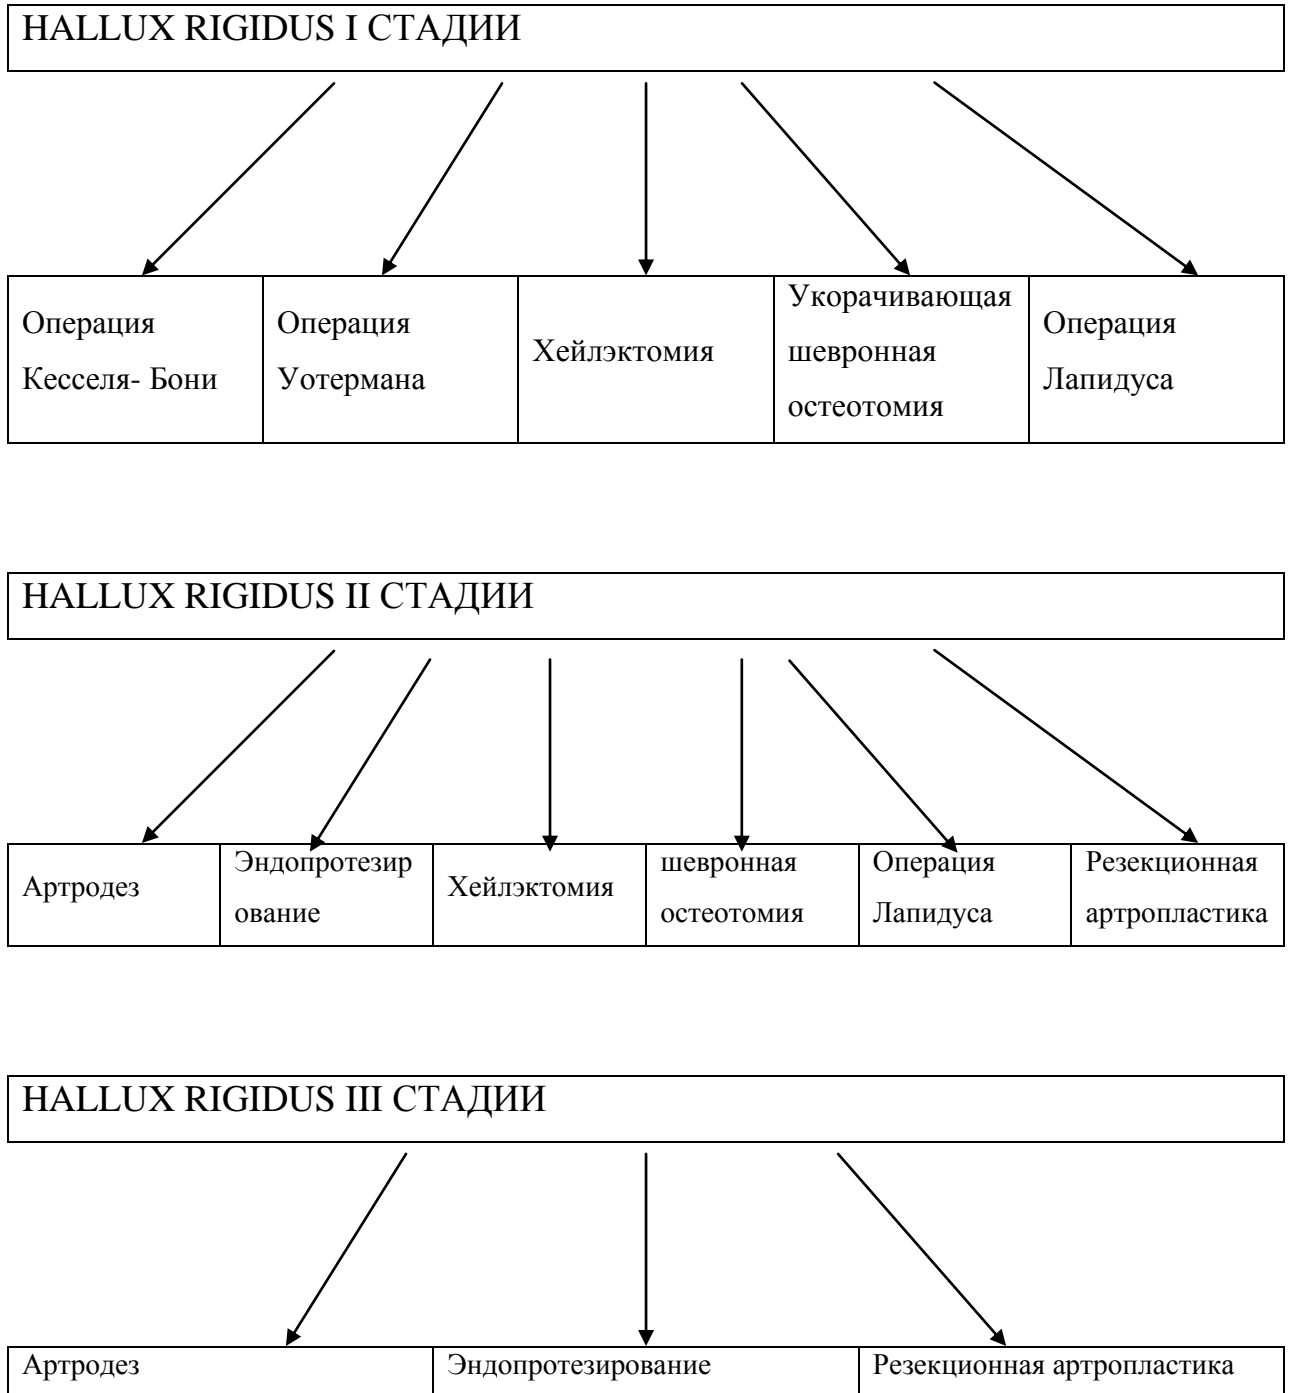 HALLUX RIGIDUS I СТАДИИ
Операция
Кесселя- Бони
Операция
Уотермана
Хейлэктомия
Укорачивающая
шевронная
остеотомия
Операция
Лапидуса
HALLUX RIGIDUS II СТАДИИ
Артродез
Эндопротезир
ование
Хейлэктомия
шевронная
остеотомия
Операция
Лапидуса
Резекционная
артропластика
HALLUX RIGIDUS III СТАДИИ
Артродез
Эндопротезирование
Резекционная артропластика